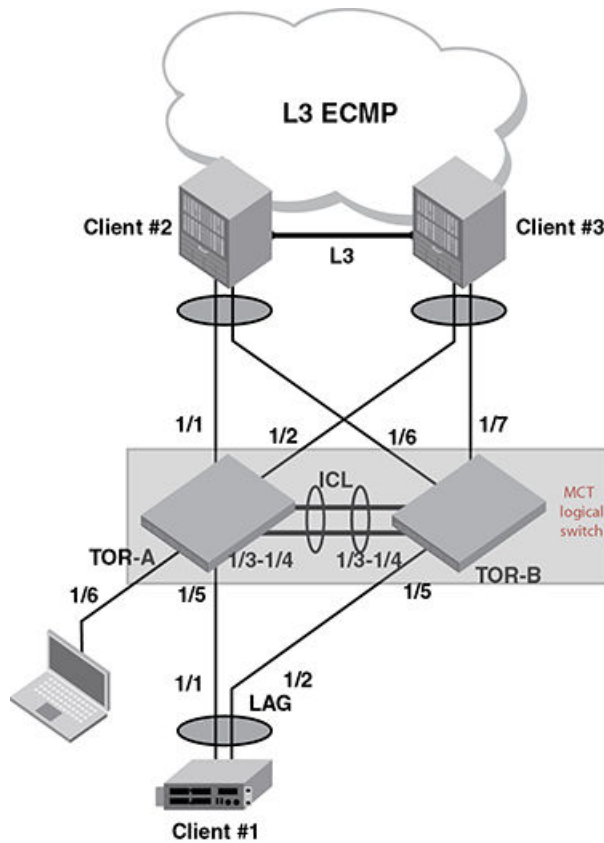 L3 ECMP
Client #2
Client #3
L3
1/1
1/2
1/6
1/7
ICL
MCT
logical
switch
TOR-A
1/3-1/4
1/3-1/4
TOR-B
1/6
1/5
1/5
1/1
1/2
LAG
Client #1